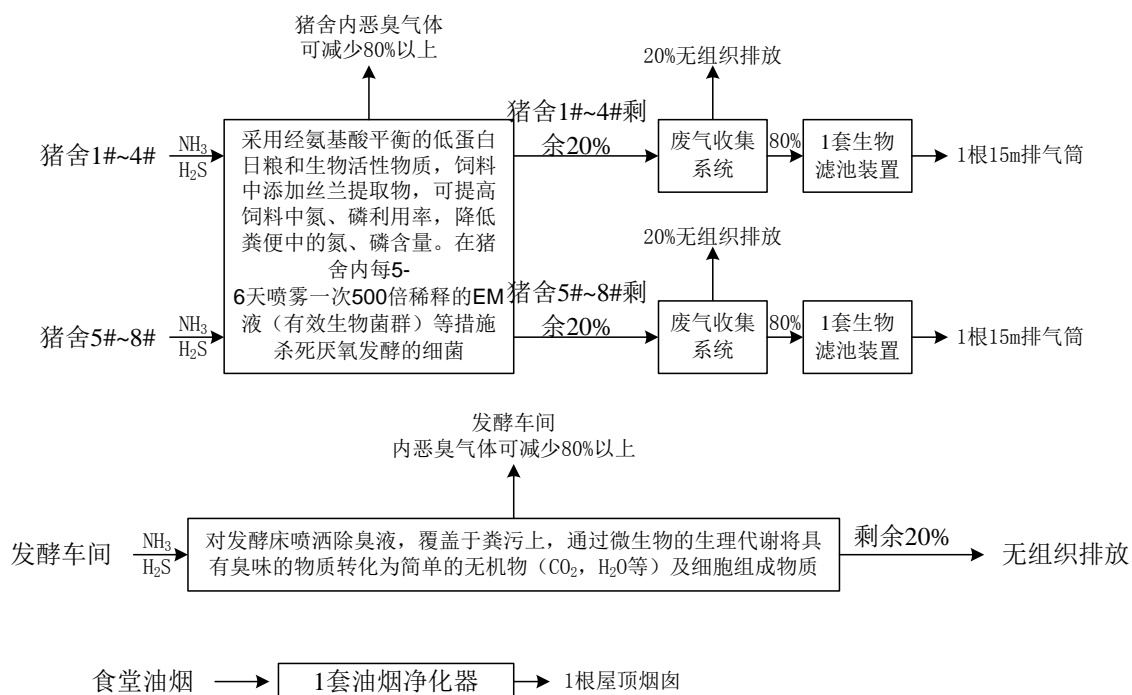 猪舍内恶臭气体
可减少80%以上
20%无组织排放
猪舍1#~4#
NH₃
H₂S
采用经氨基酸平衡的低蛋白
日粮和生物活性物质，饲料
中添加丝兰提取物，可提高
饲料中氮、磷利用率，降低
粪便中的氮、磷含量。在猪
舍内每5-
6天喷雾一次500倍稀释的EM
液（有效生物菌群）等措施
杀死厌氧发酵的细菌
猪舍1#~4#剩
余20%
废气收集
系统
80%
1套生物
滤池装置
1根15m排气筒
20%无组织排放
猪舍5#~8#
NH₃
H₂S
猪舍5#~8#剩
余20%
废气收集
系统
80%
1套生物
滤池装置
1根15m排气筒
发酵车间
内恶臭气体可减少80%以上
发酵车间
NH₃
H₂S
对发酵床喷洒除臭液，覆盖于粪污上，通过微生物的生理代谢将具
有臭味的物质转化为简单的无机物（CO₂，H₂O等）及细胞组成物质
剩余20%
无组织排放
食堂油烟
1套油烟净化器
1根屋顶烟囱